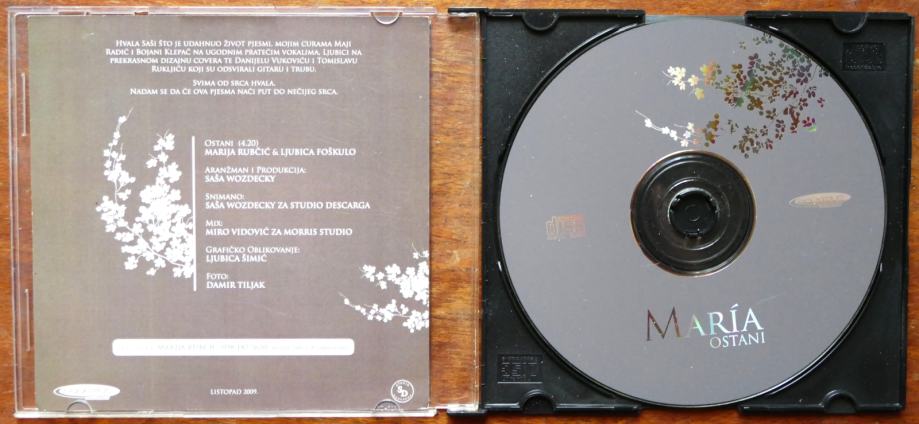 HVALA SAŠI ŠTO JE UDAHNUO ŽIVOT PJESMI, MOJIM CURAMA MAJI
RADIĆ I BOJANI KLEPAČ NA UGODNIM PRATEĆIM VOKALIMA, LJUBICI NA
PREKRASNOM DIZAJNU COVERA TE DANIJELU VUKOVIĆU I TOMISLAVU
RUKLJIĆU KOJI SU ODSVIRALI GITARU I TRUBU.
SVIMA OD SRCA HVALA.
NADAM SE DA ĆE OVA PJESMA NAĆI PUT DO NEČIJEG SRCA.
OSTANI (4.20)
MARIJA RUBČIĆ & LJUBICA FOŠKULO
ARANŽMAN I PRODUKCIJA:
SAŠA WOZDECKY
SNIMANO:
SAŠA WOZDECKY ZA STUDIO DESCARGA
MIX:
MIRO VIDOVIĆ ZA MORRIS STUDIO
GRAFIČKO OBLIKOVANJE:
LJUBICA ŠIMIĆ
FOTO:
DAMIR TILJAK
LISTOPAD 2009.
SD
MARÍA
OSTANI